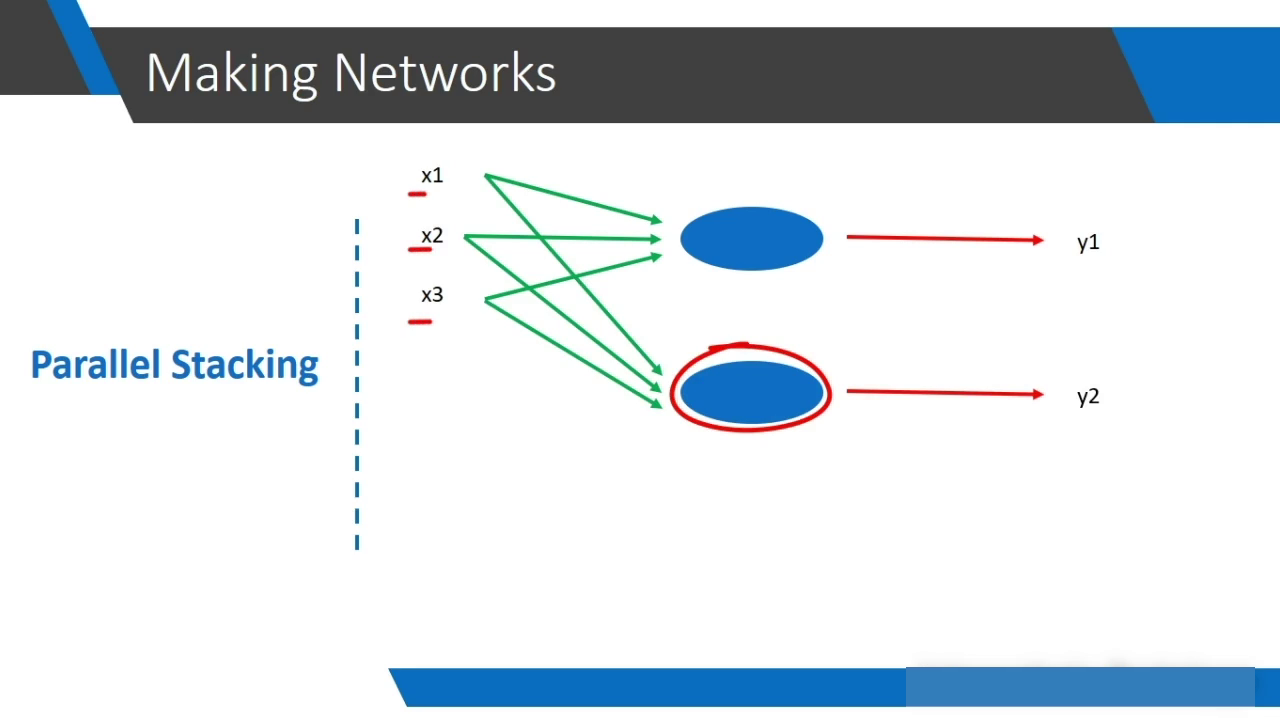 Making Networks
x1
x2
x3
Parallel Stacking
y1
y2